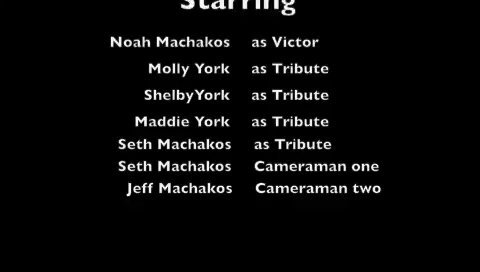 Starring
Noah Machakos as Victor
Molly York as Tribute
ShelbyYork as Tribute
Maddie York as Tribute
Seth Machakos as Tribute
Seth Machakos Cameraman one
Jeff Machakos Cameraman two